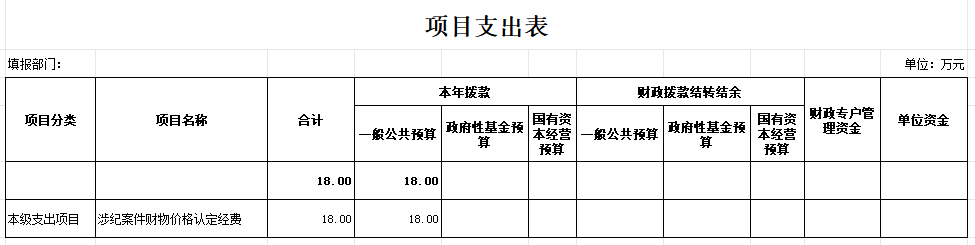 项目支出表
填报部门: 单位: 万元
项目分类 项目名称 合计 本年拨款 财政拨款结转结余 财政专户管理资金 单位资金
一般公共预算 政府性基金预算 国有资本经营预算 一般公共预算 政府性基金预算 国有资本经营预算
18.00 18.00
本级支出项目 涉纪案件财物价格认定经费 18.00 18.00